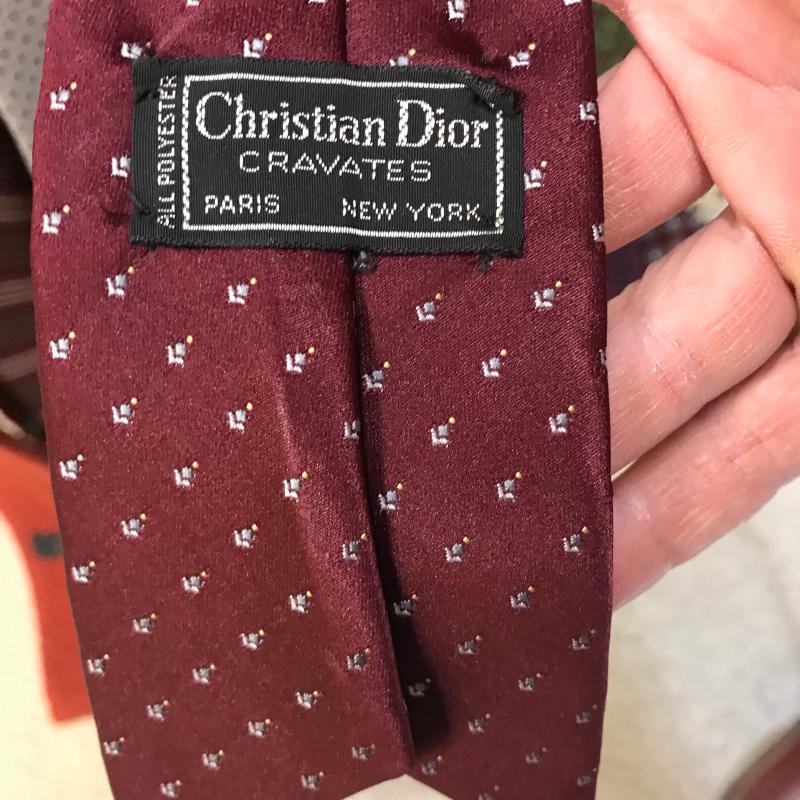 ALL POLYESTER
Christian Dior
CRAVATES
PARIS NEW YORK